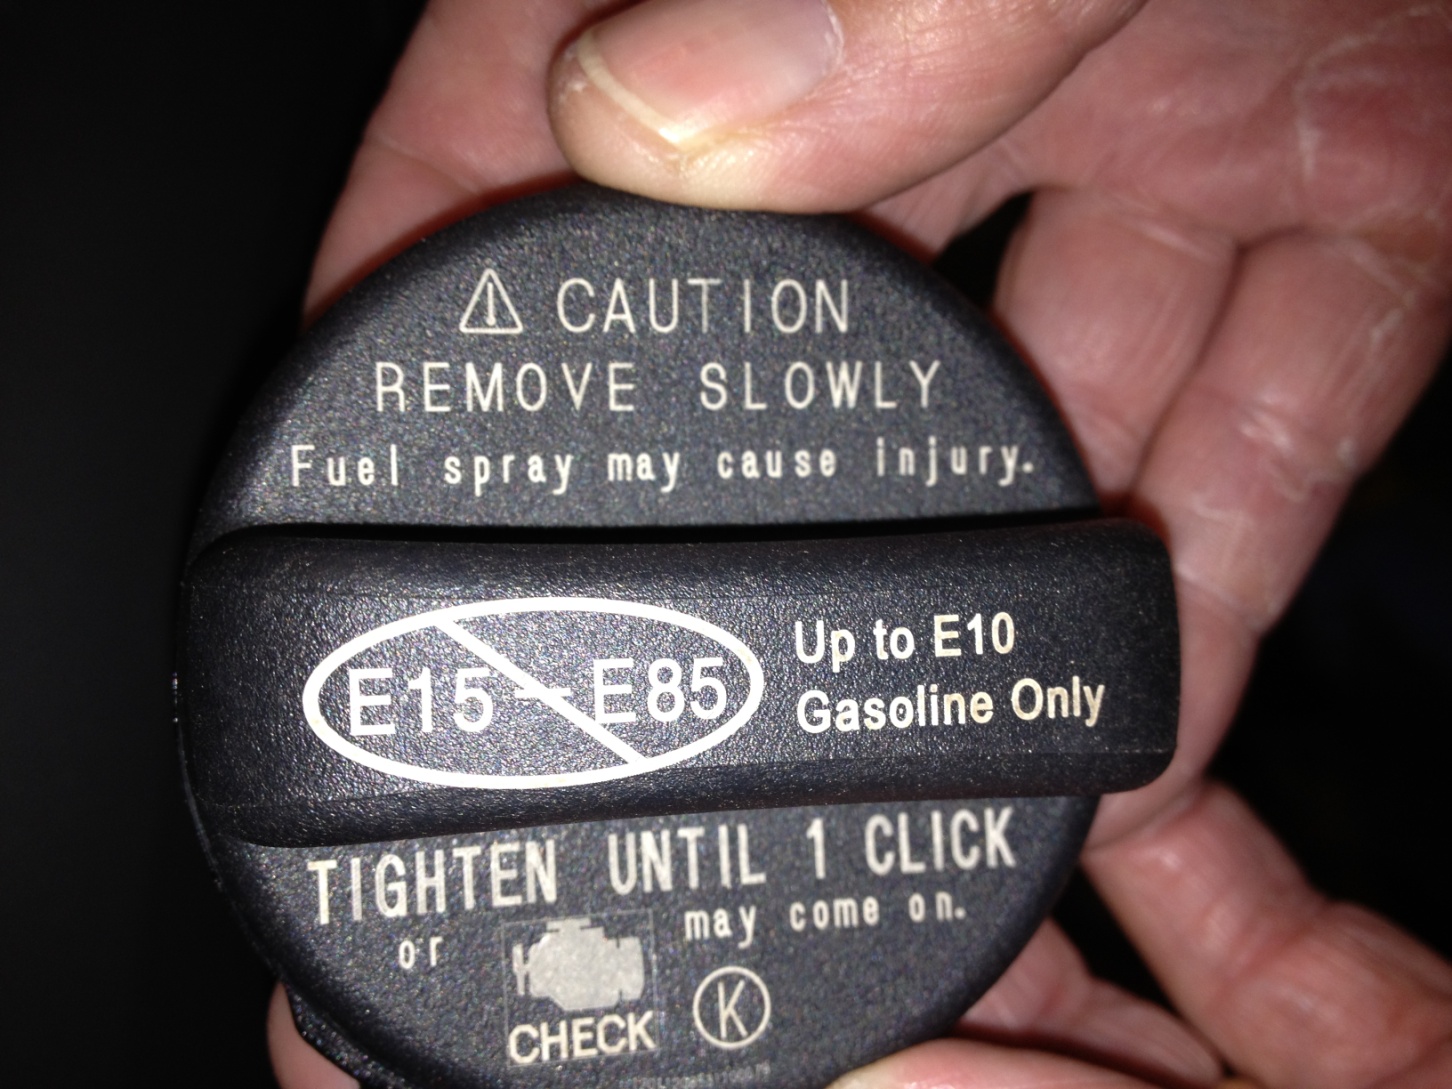 CAUTION
REMOVE SLOWLY
Fuel spray may cause injury.
E15-E85
Up to E10
Gasoline Only
TIGHTEN UNTIL 1 CLICK
or CHECK may come on.
K